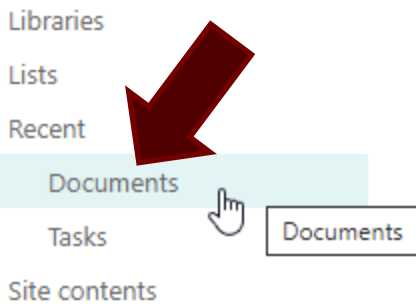 Libraries
Lists
Recent
Documents
Tasks
Documents
Site contents